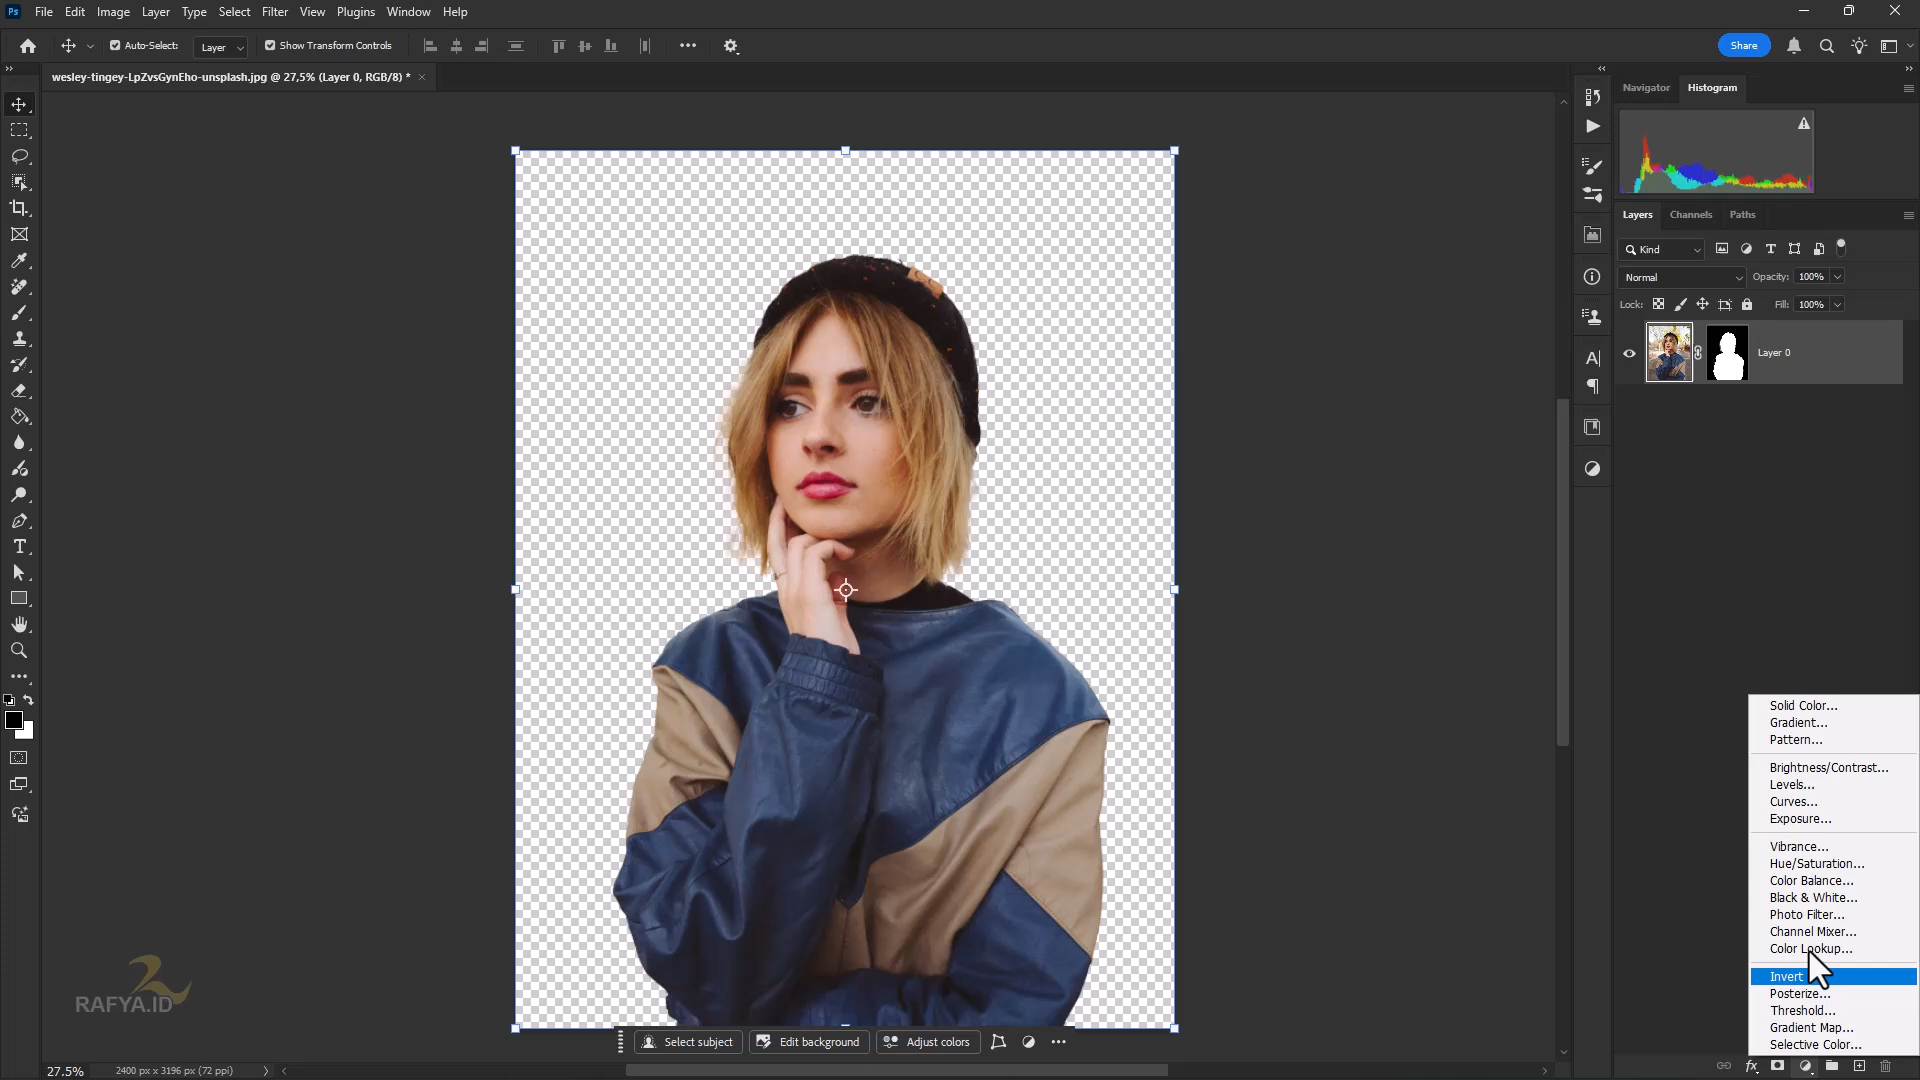 Ps File Edit Image Layer Type Select Filter View Plugins Window Help
Auto-Select: Layer Show Transform Controls Share
wesley-tingey-LpZvsGynEho-unsplash.jpg @ 27,5% (Layer 0, RGB/8) *
Navigator Histogram
Layers Channels Paths
Kind
Normal Opacity: 100%
Lock: Fill: 100%
Layer 0
Solid Color...
Gradient...
Pattern...
Brightness/Contrast...
Levels...
Curves...
Exposure...
Vibrance...
Hue/Saturation...
Color Balance...
Black & White...
Photo Filter...
Channel Mixer...
Color Lookup...
Invert
Posterize...
Threshold...
Gradient Map...
Selective Color...
RAFYA.ID
Select subject Edit background Adjust colors
27.5% 2400 px x 3196 px (72 ppi)